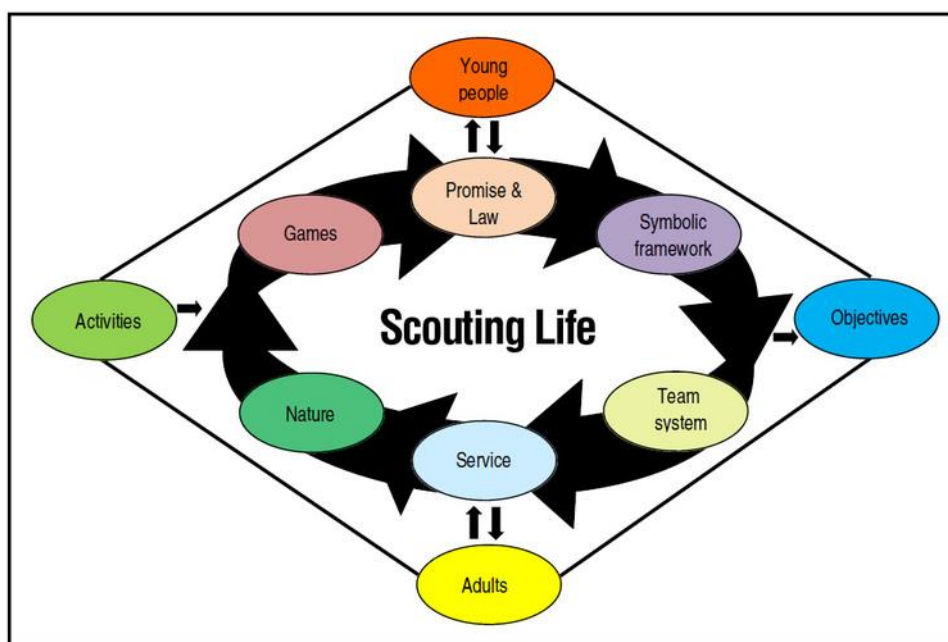 Young
people
Promise &
Law
Games
Symbolic
framework
Activities
Scouting Life
Objectives
Nature
Team
system
Service
Adults